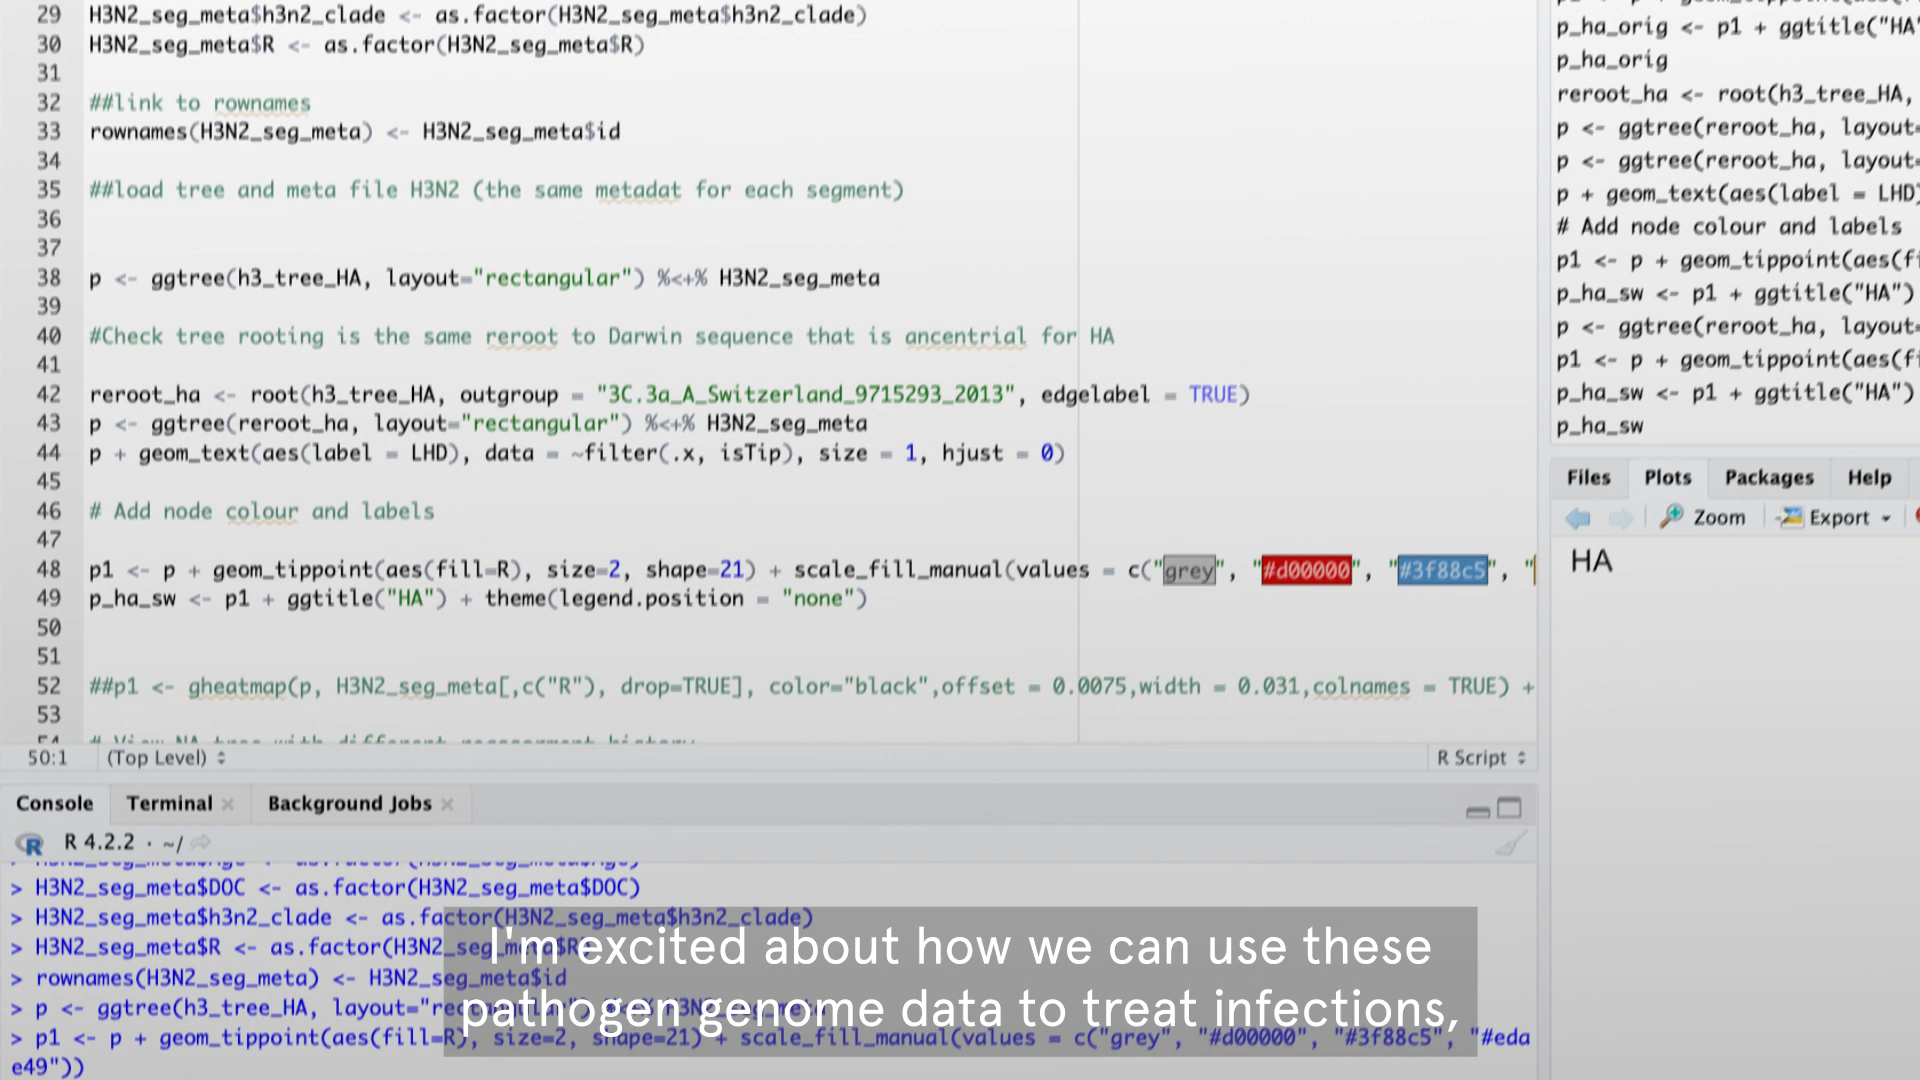 29 H3N2_seg_meta$h3n2_clade <- as.factor(H3N2_seg_meta$h3n2_clade)
30 H3N2_seg_meta$R <- as.factor(H3N2_seg_meta$R)
31
32 ##link to rownames
33 rownames(H3N2_seg_meta) <- H3N2_seg_meta$id
34
35 ##load tree and meta file H3N2 (the same metadat for each segment)
36
37
38 p <- ggtree(h3_tree_HA, layout="rectangular") %<+% H3N2_seg_meta
39
40 #Check tree rooting is the same reroot to Darwin sequence that is ancentrial for HA
41
42 reroot_ha <- root(h3_tree_HA, outgroup = "3C.3a_A_Switzerland_9715293_2013", edgelabel = TRUE)
43 p <- ggtree(reroot_ha, layout="rectangular") %<+% H3N2_seg_meta
44 p + geom_text(aes(label = LHD), data = ~filter(.x, isTip), size = 1, hjust = 0)
45
46 # Add node colour and labels
47
48 p1 <- p + geom_tippoint(aes(fill=R), size=2, shape=21) + scale_fill_manual(values = c("grey", "#d00000", "#3f88c5", "
49 p_ha_sw <- p1 + ggtitle("HA") + theme(legend.position = "none")
50
51
52 ##p1 <- gheatmap(p, H3N2_seg_meta[,c("R"), drop=TRUE], color="black",offset = 0.0075,width = 0.031,colnames = TRUE) +
53
50:1 (Top Level) R Script
Console Terminal Background Jobs
R 4.2.2 · ~/
> H3N2_seg_meta$DOC <- as.factor(H3N2_seg_meta$DOC)
> H3N2_seg_meta$h3n2_clade <- as.factor(H3N2_seg_meta$h3n2_clade)
> H3N2_seg_meta$R <- as.factor(H3N2_seg_meta$R)
> rownames(H3N2_seg_meta) <- H3N2_seg_meta$id
> p <- ggtree(h3_tree_HA, layout="rectangular") %<+% H3N2_seg_meta
> p1 <- p + geom_tippoint(aes(fill=R), size=2, shape=21) + scale_fill_manual(values = c("grey", "#d00000", "#3f88c5", "#eda
e49"))
p_ha_orig <- p1 + ggtitle("HA"
p_ha_orig
reroot_ha <- root(h3_tree_HA,
p <- ggtree(reroot_ha, layout=
p <- ggtree(reroot_ha, layout=
p + geom_text(aes(label = LHD)
# Add node colour and labels
p1 <- p + geom_tippoint(aes(fi
p_ha_sw <- p1 + ggtitle("HA")
p <- ggtree(reroot_ha, layout=
p1 <- p + geom_tippoint(aes(fi
p_ha_sw <- p1 + ggtitle("HA")
p_ha_sw
Files Plots Packages Help
Zoom Export
HA
I'm excited about how we can use these
pathogen genome data to treat infections,